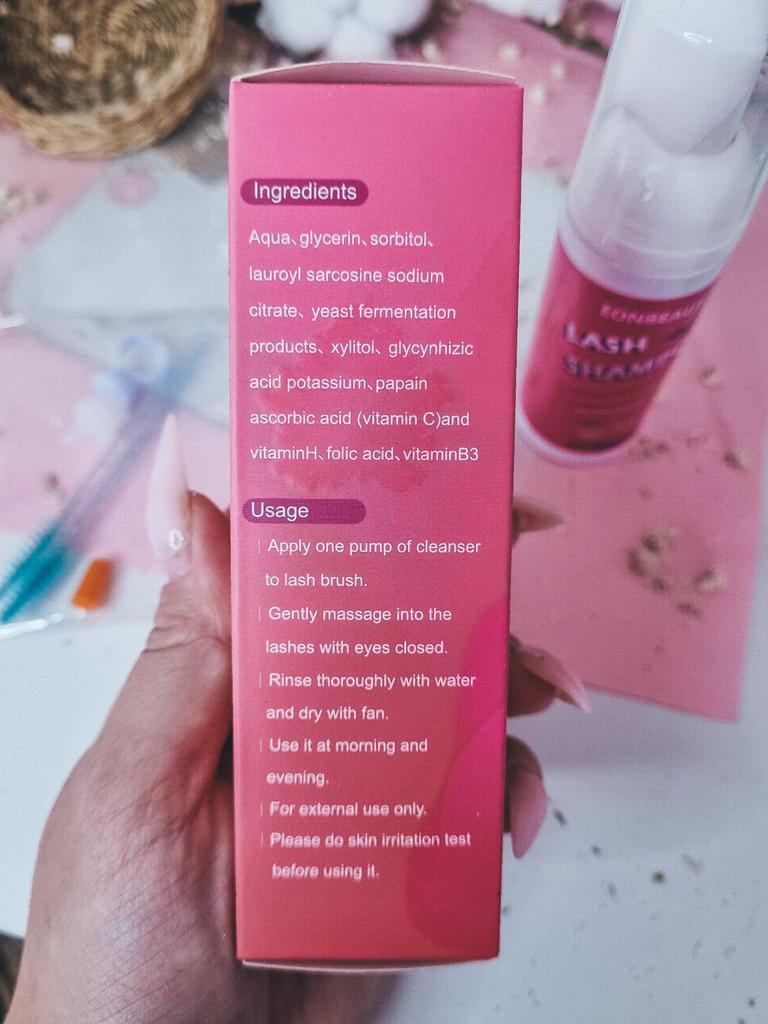 Ingredients
Aqua、glycerin、sorbitol、
lauroyl sarcosine sodium
citrate、yeast fermentation
products、xylitol、glycynhizic
acid potassium、papain
ascorbic acid (vitamin C)and
vitaminH、folic acid、vitaminB3
Usage
Apply one pump of cleanser
to lash brush.
Gently massage into the
lashes with eyes closed.
Rinse thoroughly with water
and dry with fan.
Use it at morning and
evening.
For external use only.
Please do skin irritation test
before using it.
LASH